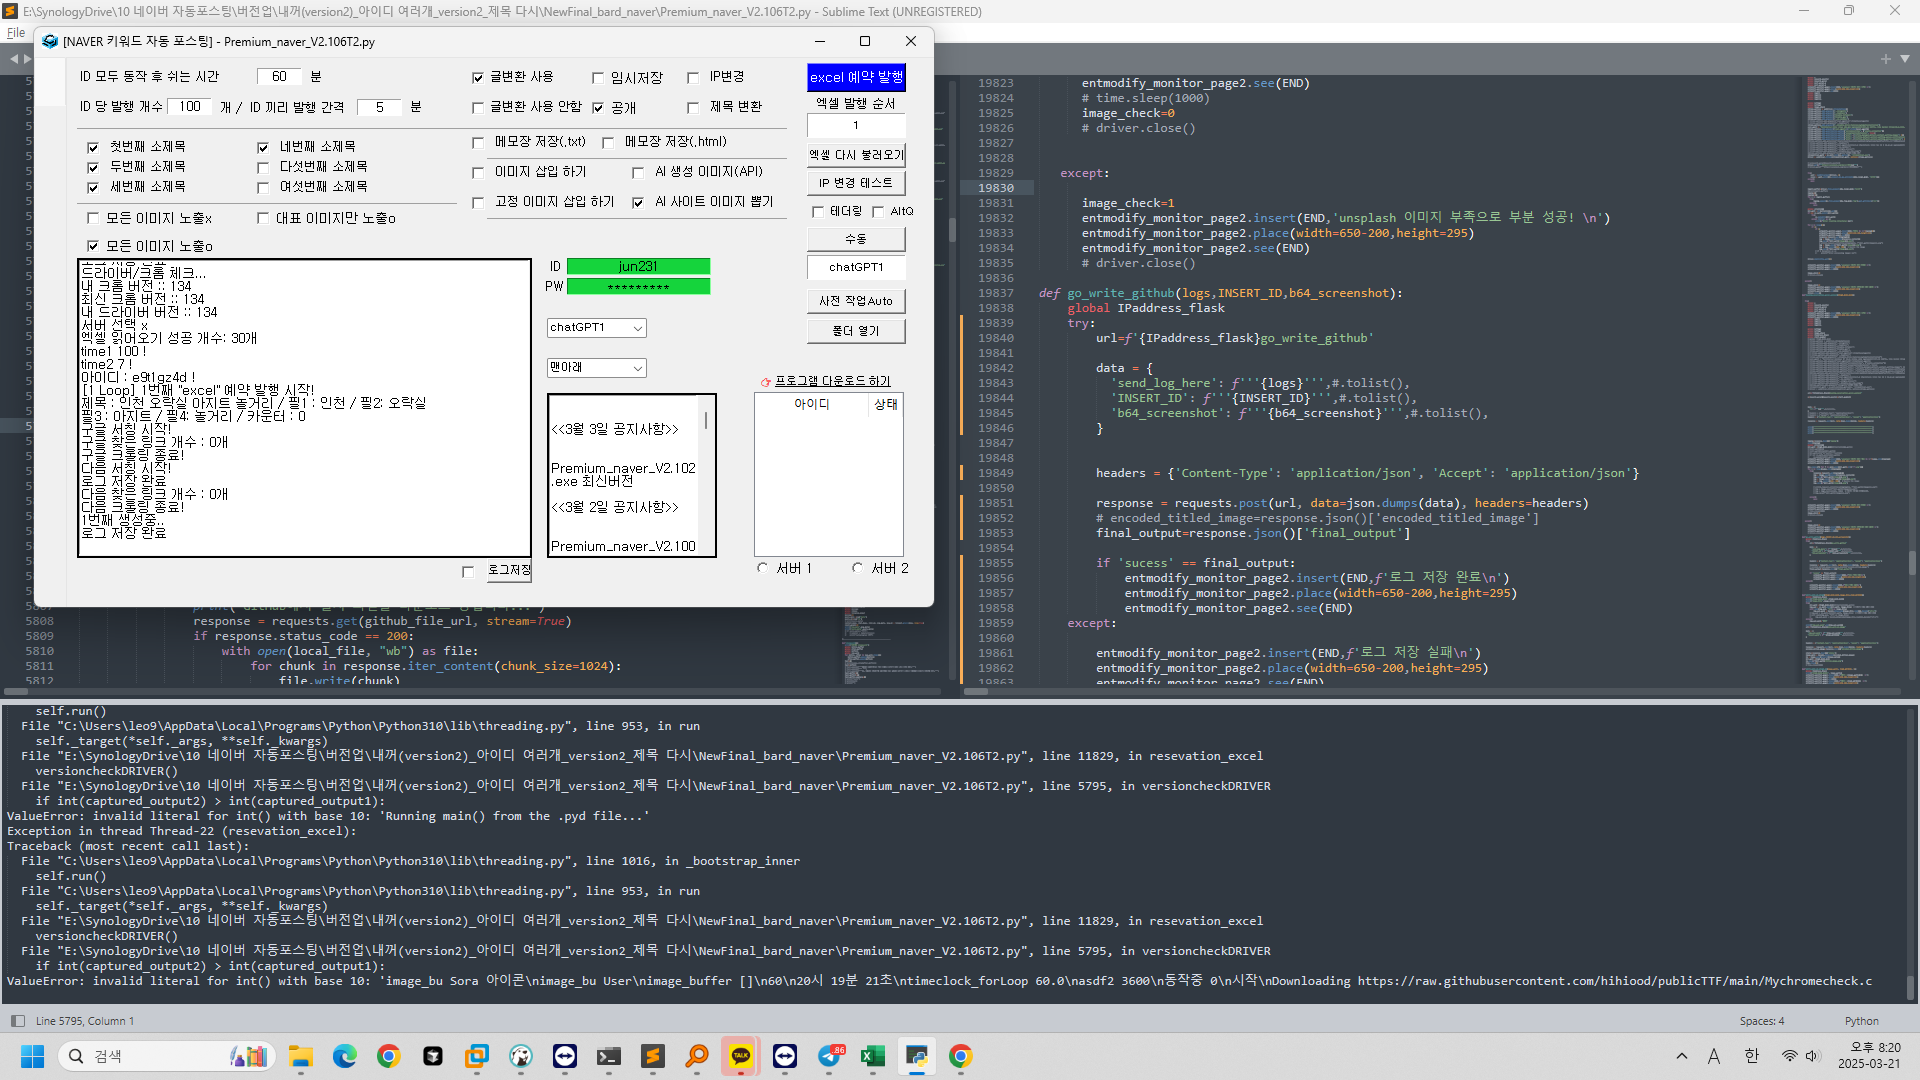 E:\SynologyDrive\10 네이버 자동포스팅\버전업\내꺼(version2)_아이디 여러개_version2_제목 다시\NewFinal_bard_naver\Premium_naver_V2.106T2.py - Sublime Text (UNREGISTERED)
File
[NAVER 키워드 자동 포스팅] - Premium_naver_V2.106T2.py
ID 모두 동작 후 쉬는 시간 60 분
글변환 사용 임시저장 IP변경
excel 예약 발행
ID 당 발행 개수 100 개 / ID 끼리 발행 간격 5 분
글변환 사용 안함 공개 제목 변환
엑셀 발행 순서
1
메모장 저장(.txt) 메모장 저장(.html)
첫번째 소제목 네번째 소제목
두번째 소제목 다섯번째 소제목
세번째 소제목 여섯번째 소제목
이미지 삽입 하기 AI 생성 이미지(API)
고정 이미지 삽입 하기 AI 사이트 이미지 뽑기
모든 이미지 노출x 대표 이미지만 노출o
모든 이미지 노출o
엑셀 다시 불러오기
IP 변경 테스트
테더링 AltQ
수동
chatGPT1
사전 작업Auto
폴더 열기
드라이버/크롬 체크...
내 크롬 버전 :: 134
최신 크롬 버전 :: 134
내 드라이버 버전 :: 134
서버 선택 x
엑셀 읽어오기 성공 개수: 30개
time1 100 !
time2 7 !
아이디 : e9t1gz4d !
[1 Loop] 1번째 "excel" 예약 발행 시작!
제목 : 인천 오락실 아지트 놀거리 / 필1 : 인천 / 필2: 오락실
필3 : 아지트 / 필4: 놀거리 / 카운터 : 0
구글 서칭 시작!
구글 찾은 링크 개수 : 0개
구글 크롤링 종료!
다음 서칭 시작!
로그 저장 완료
다음 찾은 링크 개수 : 0개
다음 크롤링 종료!
1번째 생성중..
로그 저장 완료
로그저장
ID jun231
PW *********
chatGPT1
맨아래
<<3월 3일 공지사항>>
Premium_naver_V2.102
.exe 최신버전
<<3월 2일 공지사항>>
Premium_naver_V2.100
프로그램 다운로드 하기
아이디 상태
서버 1 서버 2
5808 response = requests.get(github_file_url, stream=True)
5809 if response.status_code == 200:
5810 with open(local_file, "wb") as file:
5811 for chunk in response.iter_content(chunk_size=1024):
5812 file.write(chunk)
19823 entmodify_monitor_page2.see(END)
19824 # time.sleep(1000)
19825 image_check=0
19826 # driver.close()
19827
19828
19829 except:
19830
19831 image_check=1
19832 entmodify_monitor_page2.insert(END,'unsplash 이미지 부족으로 부분 성공! \n')
19833 entmodify_monitor_page2.place(width=650-200,height=295)
19834 entmodify_monitor_page2.see(END)
19835 # driver.close()
19836
19837 def go_write_github(logs,INSERT_ID,b64_screenshot):
19838 global IPaddress_flask
19839 try:
19840 url=f'{IPaddress_flask}go_write_github'
19841
19842 data = {
19843 'send_log_here': f'''{logs}''',#.tolist(),
19844 'INSERT_ID': f'''{INSERT_ID}''',#.tolist(),
19845 'b64_screenshot': f'''{b64_screenshot}''',#.tolist(),
19846 }
19847
19848
19849 headers = {'Content-Type': 'application/json', 'Accept': 'application/json'}
19850
19851 response = requests.post(url, data=json.dumps(data), headers=headers)
19852 # encoded_titled_image=response.json()['encoded_titled_image']
19853 final_output=response.json()['final_output']
19854
19855 if 'sucess' == final_output:
19856 entmodify_monitor_page2.insert(END,f'로그 저장 완료\n')
19857 entmodify_monitor_page2.place(width=650-200,height=295)
19858 entmodify_monitor_page2.see(END)
19859 except:
19860
19861 entmodify_monitor_page2.insert(END,f'로그 저장 실패\n')
19862 entmodify_monitor_page2.place(width=650-200,height=295)
19863 entmodify_monitor_page2.see(END)
self.run()
File "C:\Users\leo9\AppData\Local\Programs\Python\Python310\lib\threading.py", line 953, in run
self._target(*self._args, **self._kwargs)
File "E:\SynologyDrive\10 네이버 자동포스팅\버전업\내꺼(version2)_아이디 여러개_version2_제목 다시\NewFinal_bard_naver\Premium_naver_V2.106T2.py", line 11829, in resevation_excel
versioncheckDRIVER()
File "E:\SynologyDrive\10 네이버 자동포스팅\버전업\내꺼(version2)_아이디 여러개_version2_제목 다시\NewFinal_bard_naver\Premium_naver_V2.106T2.py", line 5795, in versioncheckDRIVER
if int(captured_output2) > int(captured_output1):
ValueError: invalid literal for int() with base 10: 'Running main() from the .pyd file...'
Exception in thread Thread-22 (resevation_excel):
Traceback (most recent call last):
File "C:\Users\leo9\AppData\Local\Programs\Python\Python310\lib\threading.py", line 1016, in _bootstrap_inner
self.run()
File "C:\Users\leo9\AppData\Local\Programs\Python\Python310\lib\threading.py", line 953, in run
self._target(*self._args, **self._kwargs)
File "E:\SynologyDrive\10 네이버 자동포스팅\버전업\내꺼(version2)_아이디 여러개_version2_제목 다시\NewFinal_bard_naver\Premium_naver_V2.106T2.py", line 11829, in resevation_excel
versioncheckDRIVER()
File "E:\SynologyDrive\10 네이버 자동포스팅\버전업\내꺼(version2)_아이디 여러개_version2_제목 다시\NewFinal_bard_naver\Premium_naver_V2.106T2.py", line 5795, in versioncheckDRIVER
if int(captured_output2) > int(captured_output1):
ValueError: invalid literal for int() with base 10: 'image_bu Sora 아이콘\nimage_bu User\nimage_buffer []\n60\n20시 19분 21초\ntimeclock_forLoop 60.0\nasdf2 3600\n동작중 0\n시작\nDownloading https://raw.githubusercontent.com/hihiood/publicTTF/main/Mychromecheck.c
Line 5795, Column 1 Spaces: 4 Python
검색
TALK
86
A 한
오후 8:20
2025-03-21